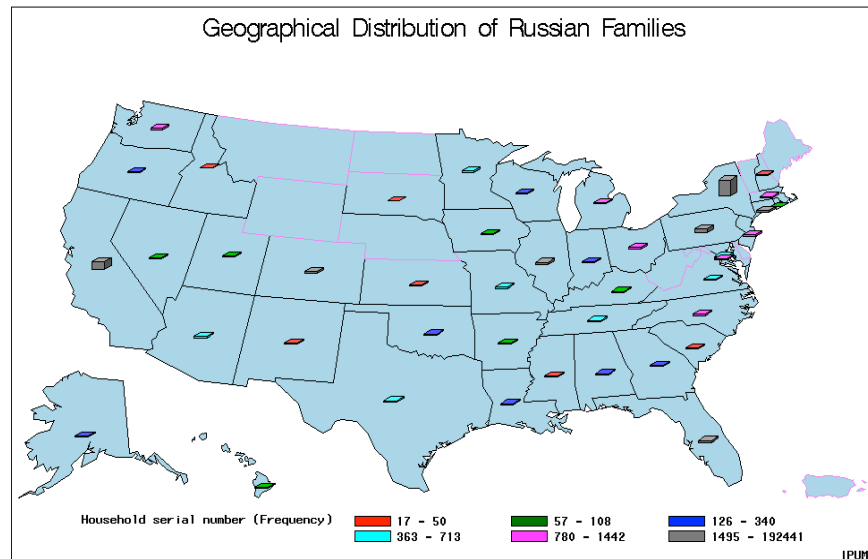 Geographical Distribution of Russian Families
Household serial number (Frequency) 17 - 50 57 - 108 126 - 340
363 - 713 780 - 1442 1495 - 192441
IPUM